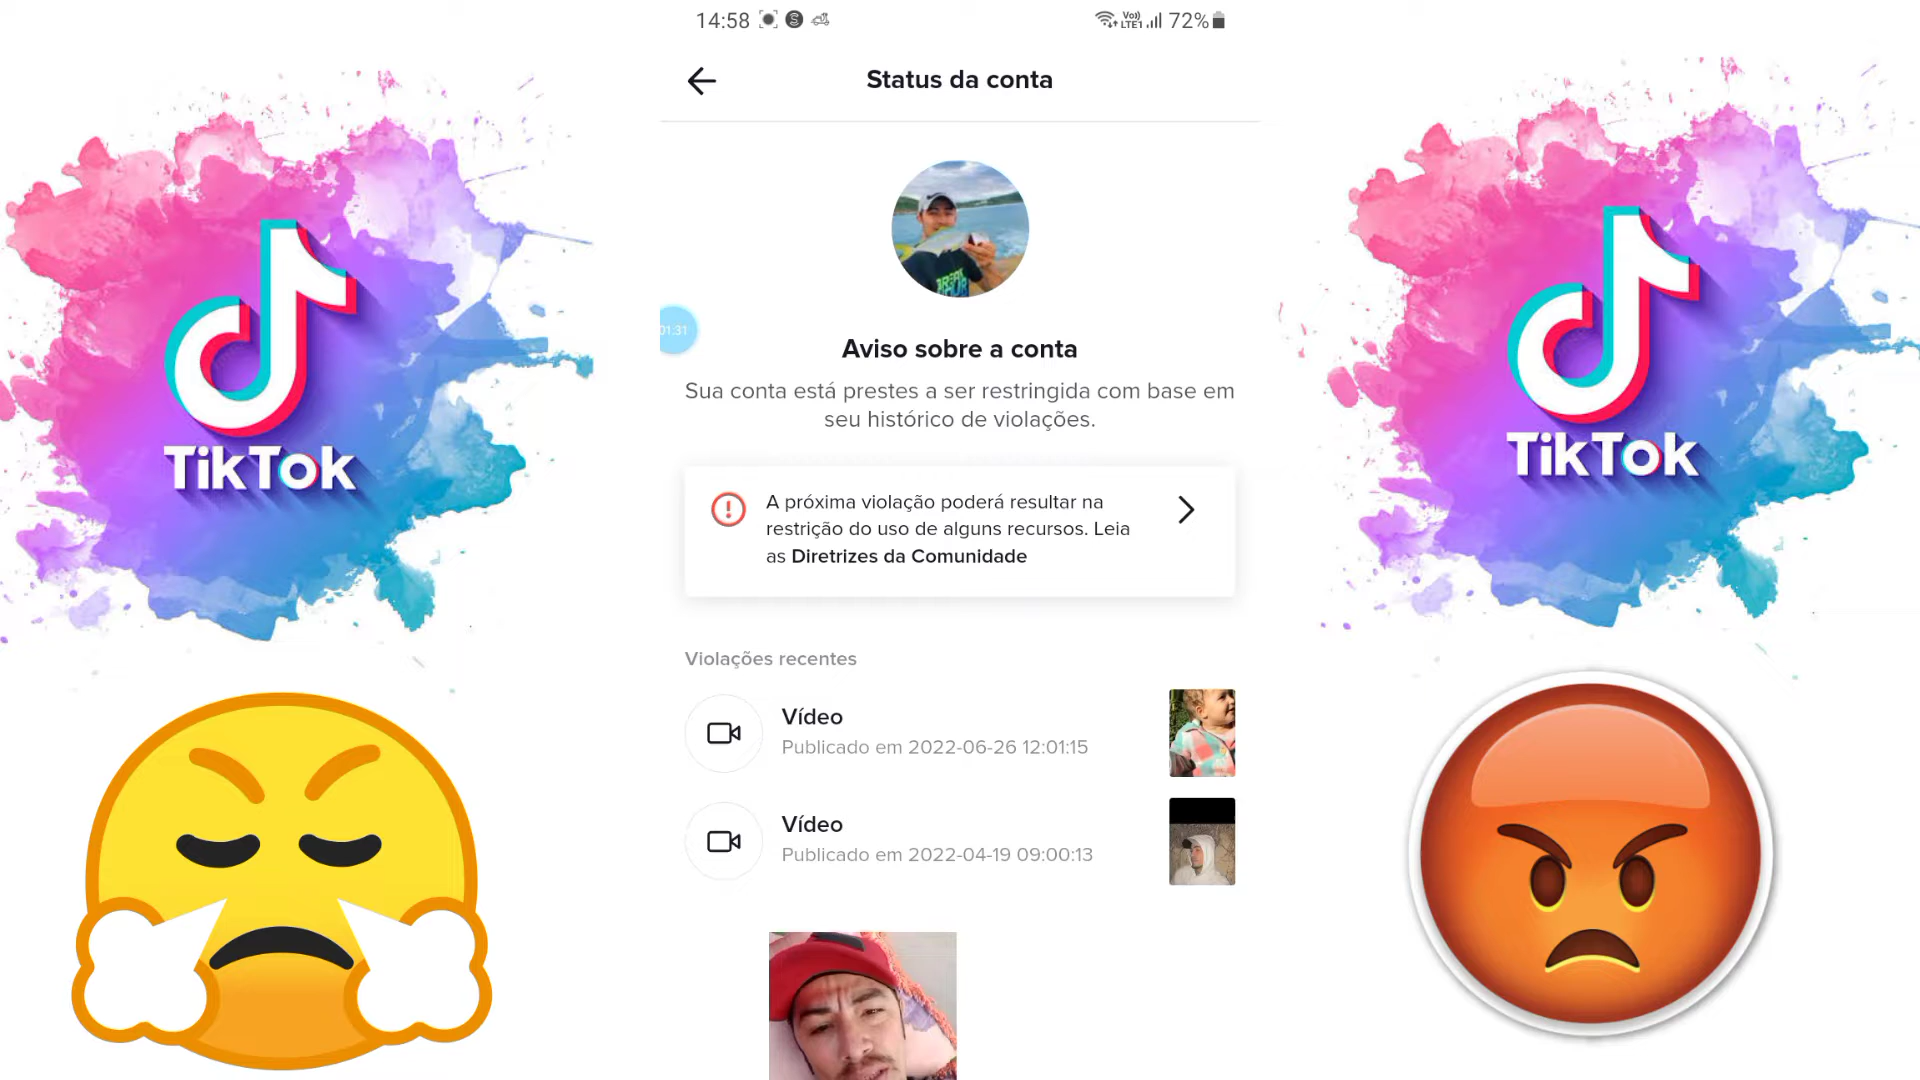 14:58
Vo))
LTE1
72%
Status da conta
01:31
Aviso sobre a conta
Sua conta está prestes a ser restringida com base em
seu histórico de violações.
A próxima violação poderá resultar na
restrição do uso de alguns recursos. Leia
as Diretrizes da Comunidade
Violações recentes
Vídeo
Publicado em 2022-06-26 12:01:15
Vídeo
Publicado em 2022-04-19 09:00:13
TikTok
TikTok